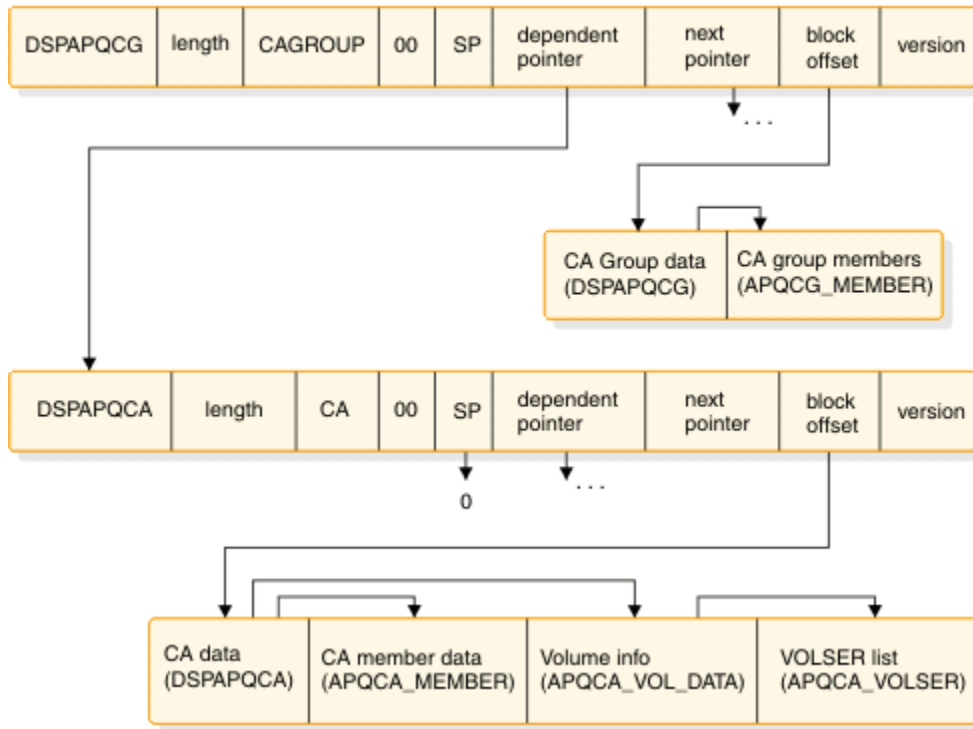 DSPAPQCG
length
CAGROUP
00
SP
dependent
pointer
next
pointer
block
offset
version
. . .
CA Group data
(DSPAPQCG)
CA group members
(APQCG_MEMBER)
DSPAPQCA
length
CA
00
SP
dependent
pointer
next
pointer
block
offset
version
0
. . .
CA data
(DSPAPQCA)
CA member data
(APQCA_MEMBER)
Volume info
(APQCA_VOL_DATA)
VOLSER list
(APQCA_VOLSER)